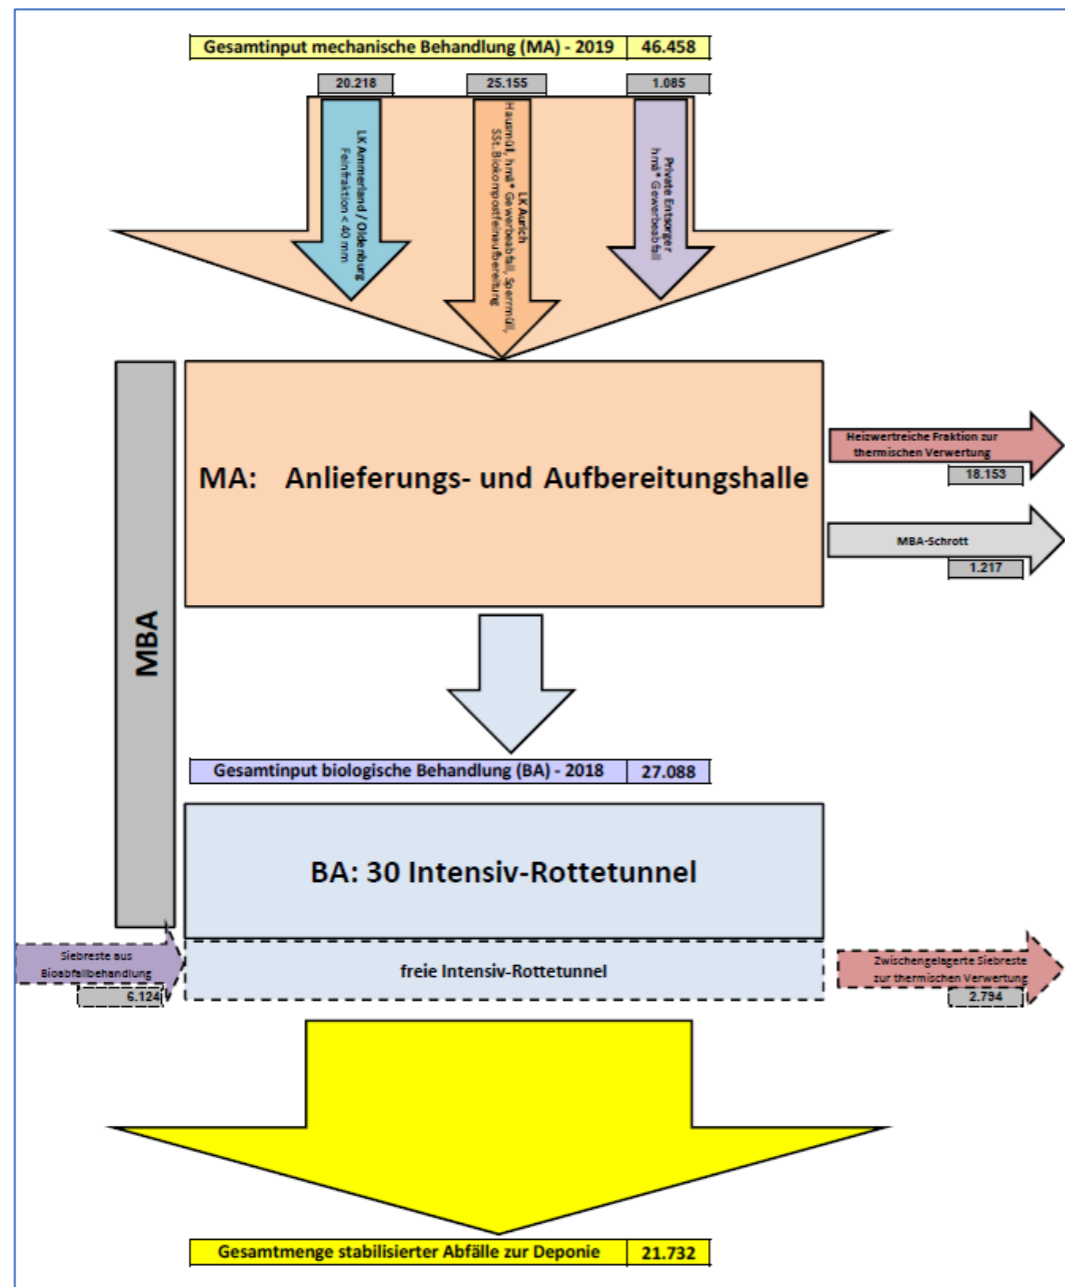 Gesamtinput mechanische Behandlung (MA) - 2019 46.458
20.218 25.155 1.085
LK Ammerland / Oldenburg
Feinfraktion < 40 mm
LK Aurich
Hausmüll, hmä* Gewerbeabfall, Sperrmüll,
SSt. Biokompostfeinaufbereitung
Private Entsorger
hmä* Gewerbeabfall
MA: Anlieferungs- und Aufbereitungshalle
Heizwertreiche Fraktion zur
thermischen Verwertung
18.153
MBA-Schrott
1.217
MBA
Gesamtinput biologische Behandlung (BA) - 2018 27.088
BA: 30 Intensiv-Rottetunnel
Siebreste aus
Bioabfallbehandlung
6.124
freie Intensiv-Rottetunnel
Zwischengelagerte Siebreste
zur thermischen Verwertung
2.794
Gesamtmenge stabilisierter Abfälle zur Deponie 21.732